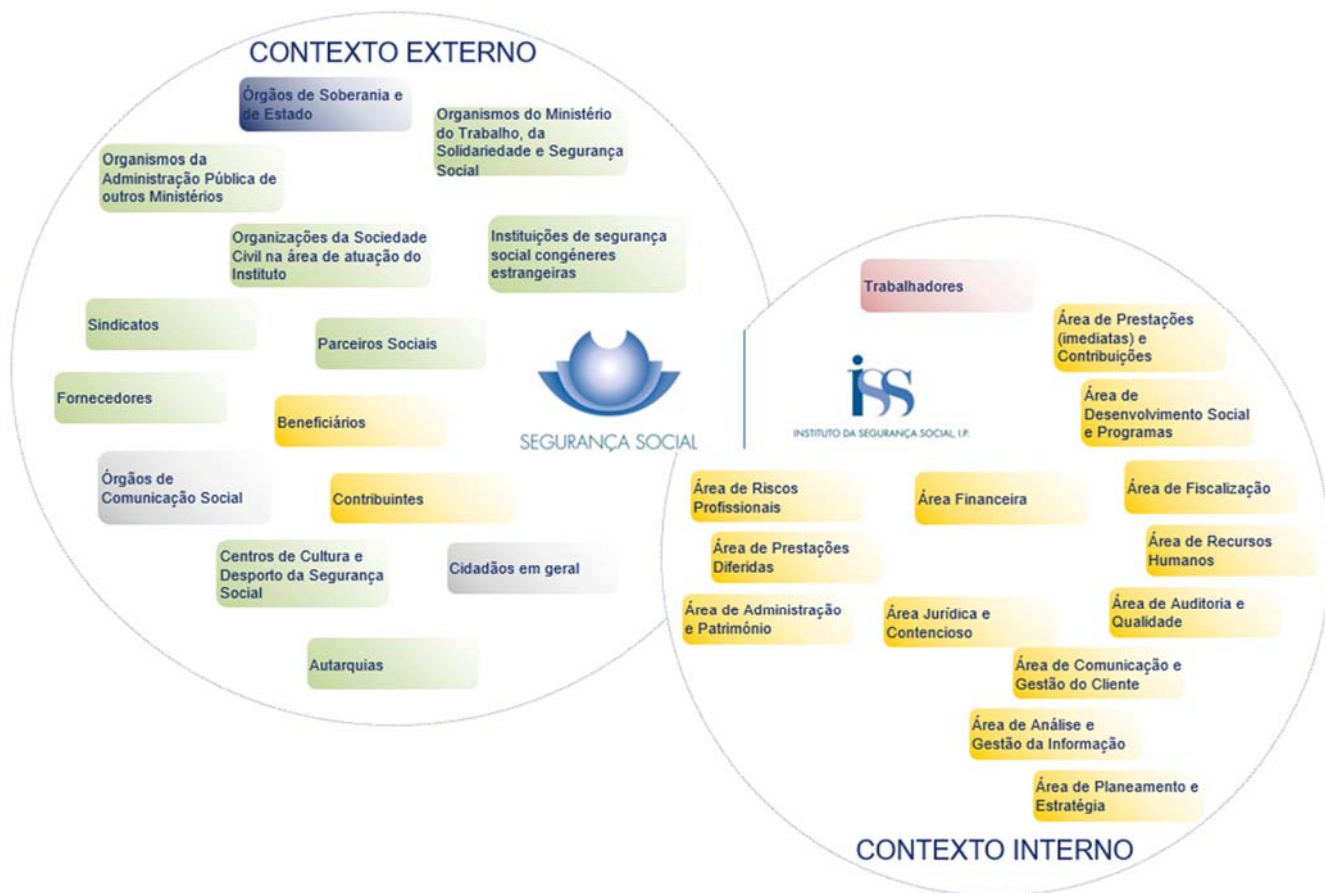 CONTEXTO EXTERNO
Órgãos de Soberania e
de Estado
Organismos do Ministério
do Trabalho, da
Solidariedade e Segurança
Social
Organismos da
Administração Pública de
outros Ministérios
Organizações da Sociedade
Civil na área de atuação do
Instituto
Instituições de segurança
social congéneres
estrangeiras
Sindicatos
Parceiros Sociais
Fornecedores
Beneficiários
Órgãos de
Comunicação Social
Contribuintes
Centros de Cultura e
Desporto da Segurança
Social
Cidadãos em geral
Autarquias
SEGURANÇA SOCIAL
iss
INSTITUTO DA SEGURANÇA SOCIAL, I.P.
Trabalhadores
Área de Prestações
(imediatas) e
Contribuições
Área de
Desenvolvimento Social
e Programas
Área de Riscos
Profissionais
Área Financeira
Área de Fiscalização
Área de Prestações
Diferidas
Área de Recursos
Humanos
Área de Administração
e Património
Área Jurídica e
Contencioso
Área de Auditoria e
Qualidade
Área de Comunicação e
Gestão do Cliente
Área de Análise e
Gestão da Informação
Área de Planeamento e
Estratégia
CONTEXTO INTERNO